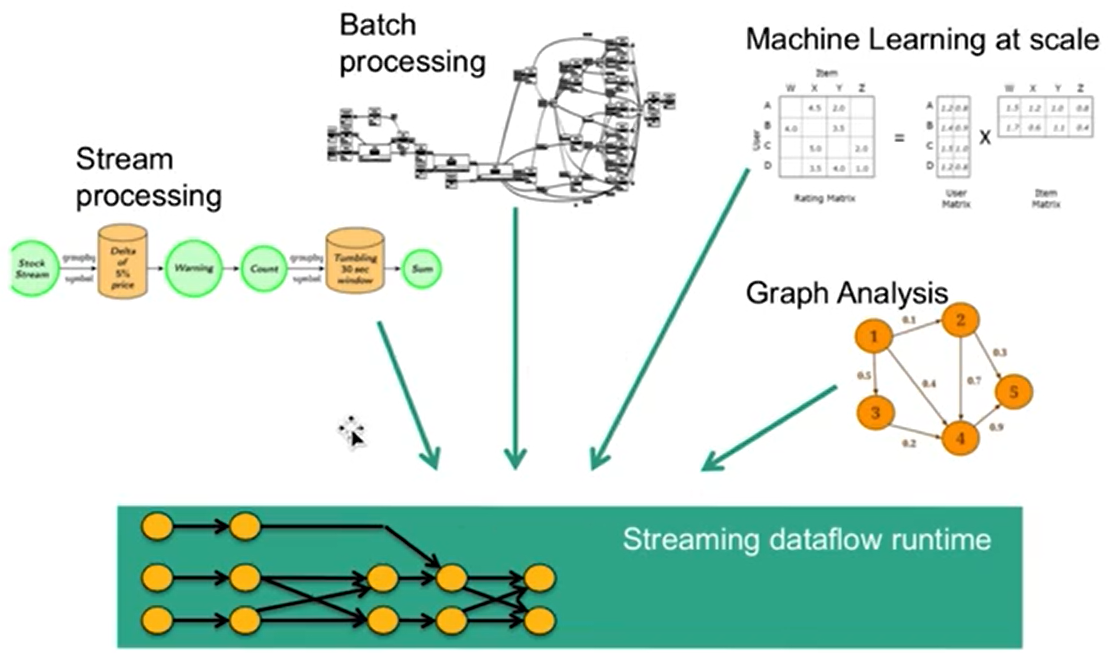 Batch
processing
Machine Learning at scale
Item
W X Y Z
User
A 4.5 2.0
B 4.0 3.5
C 5.0 2.0
D 3.5 4.0 1.0
Rating Matrix
=
A 1.2 0.8
B 1.4 0.9
C 1.5 1.0
D 1.2 0.8
User
Matrix
X
W X Y Z
1.5 1.2 1.0 0.8
1.7 0.6 1.1 0.4
Item
Matrix
Stream
processing
Stock
Stream
groupby
symbol
Delta
of
5%
price
Warning
Count
groupby
symbol
Tumbling
30 sec
window
Sum
Graph Analysis
1
2
3
4
5
0.1
0.5
0.4
0.7
0.3
0.2
0.9
Streaming dataflow runtime